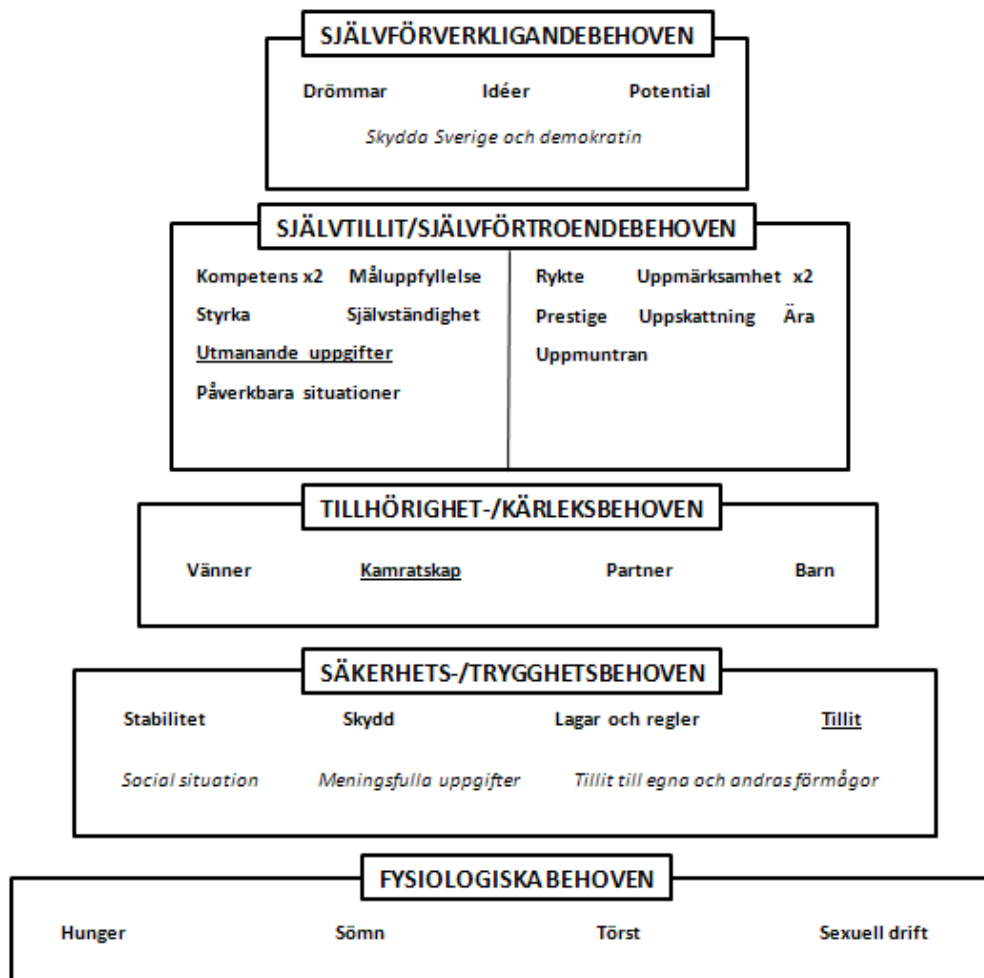 SJÄLVFÖRVERKLIGANDEBEHOVEN
Drömmar Idéer Potential
Skydda Sverige och demokratin
SJÄLVTILLIT/SJÄLVFÖRTROENDEBEHOVEN
Kompetens x2 Måluppfyllelse
Styrka Självständighet
Utmanande uppgifter
Påverkbara situationer
Rykte Uppmärksamhet x2
Prestige Uppskattning Ära
Uppmuntran
TILLHÖRIGHET-/KÄRLEKSBEHOVEN
Vänner Kamratskap Partner Barn
SÄKERHETS-/TRYGGHETSBEHOVEN
Stabilitet Skydd Lagar och regler Tillit
Social situation Meningsfulla uppgifter Tillit till egna och andras förmågor
FYSIOLOGISKA BEHOVEN
Hunger Sömn Törst Sexuell drift